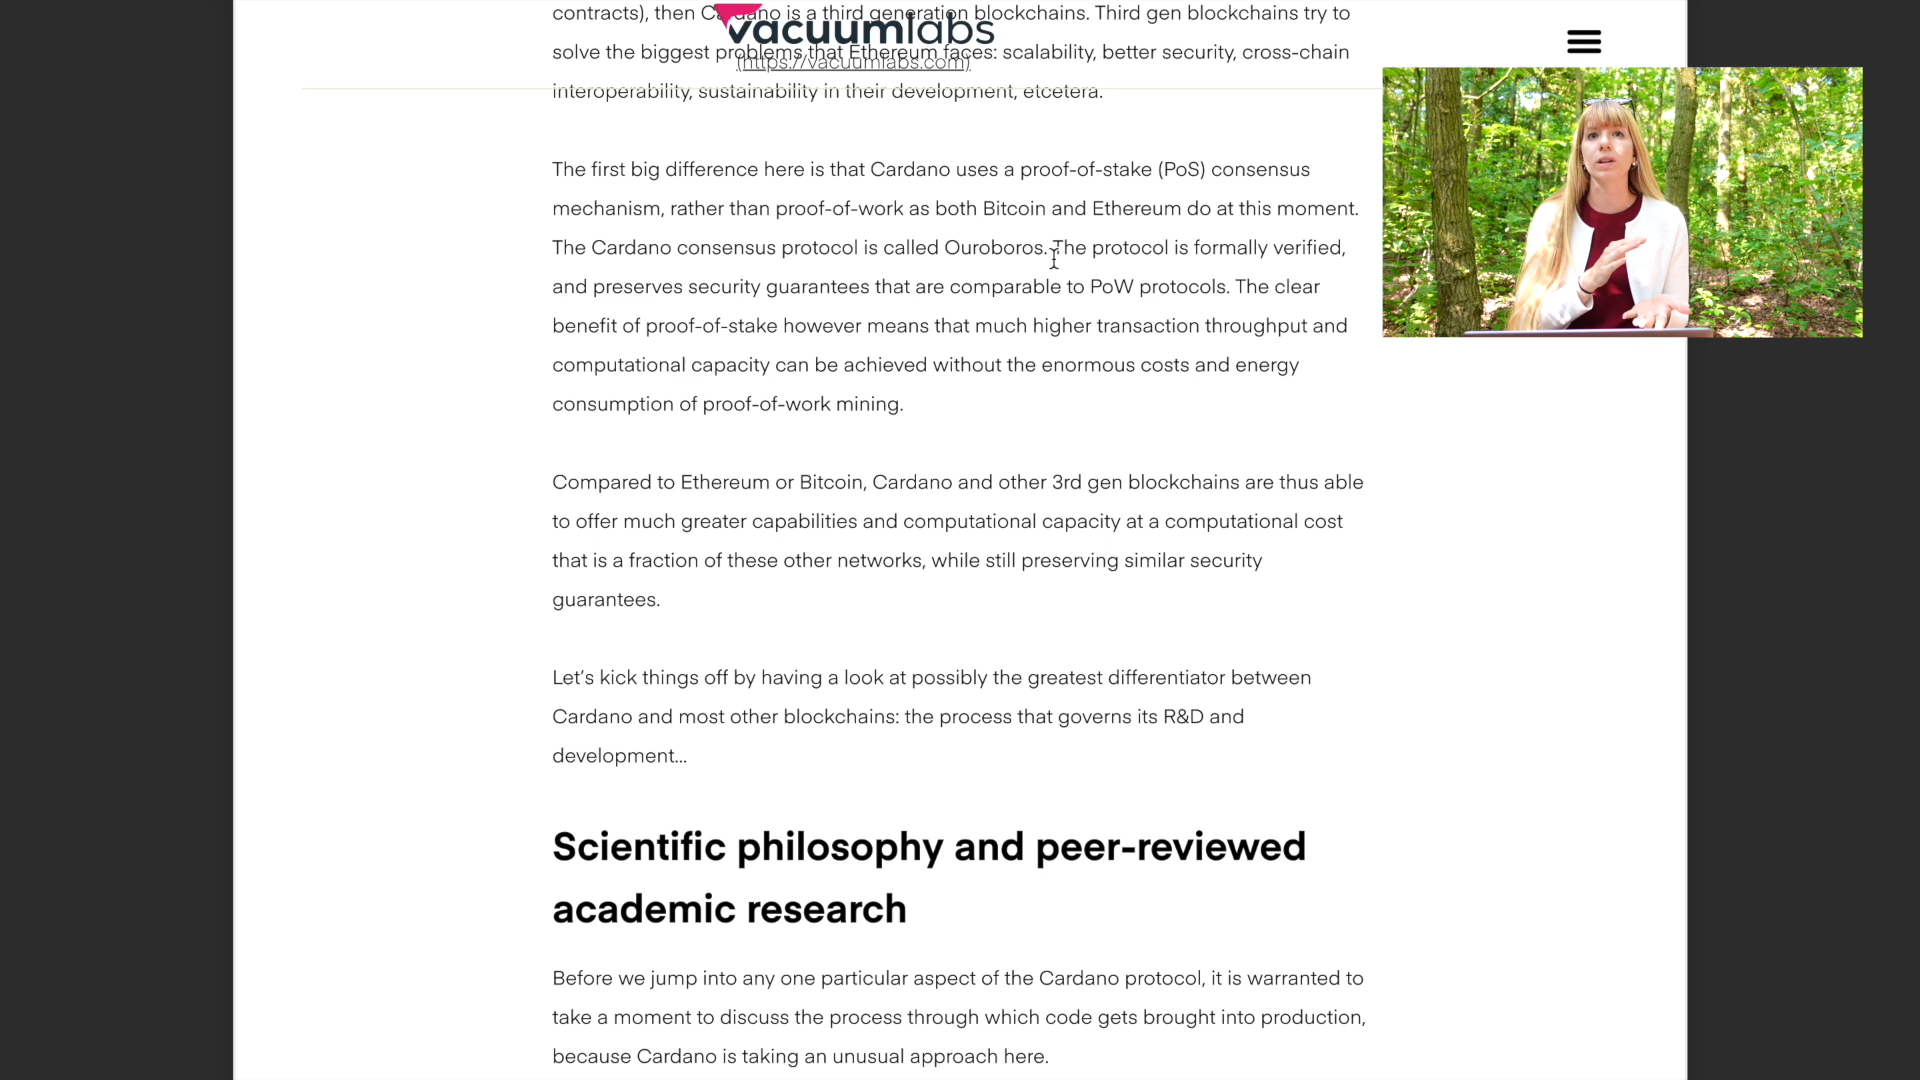 contracts), then Cardano is a third generation blockchains. Third gen blockchains try to
vacuumlabs
solve the biggest problems that Ethereum faces: scalability, better security, cross-chain
(https://vacuumlabs.com)
interoperability, sustainability in their development, etcetera.
The first big difference here is that Cardano uses a proof-of-stake (PoS) consensus
mechanism, rather than proof-of-work as both Bitcoin and Ethereum do at this moment.
The Cardano consensus protocol is called Ouroboros. The protocol is formally verified,
and preserves security guarantees that are comparable to PoW protocols. The clear
benefit of proof-of-stake however means that much higher transaction throughput and
computational capacity can be achieved without the enormous costs and energy
consumption of proof-of-work mining.
Compared to Ethereum or Bitcoin, Cardano and other 3rd gen blockchains are thus able
to offer much greater capabilities and computational capacity at a computational cost
that is a fraction of these other networks, while still preserving similar security
guarantees.
Let's kick things off by having a look at possibly the greatest differentiator between
Cardano and most other blockchains: the process that governs its R&D and
development...
Scientific philosophy and peer-reviewed
academic research
Before we jump into any one particular aspect of the Cardano protocol, it is warranted to
take a moment to discuss the process through which code gets brought into production,
because Cardano is taking an unusual approach here.